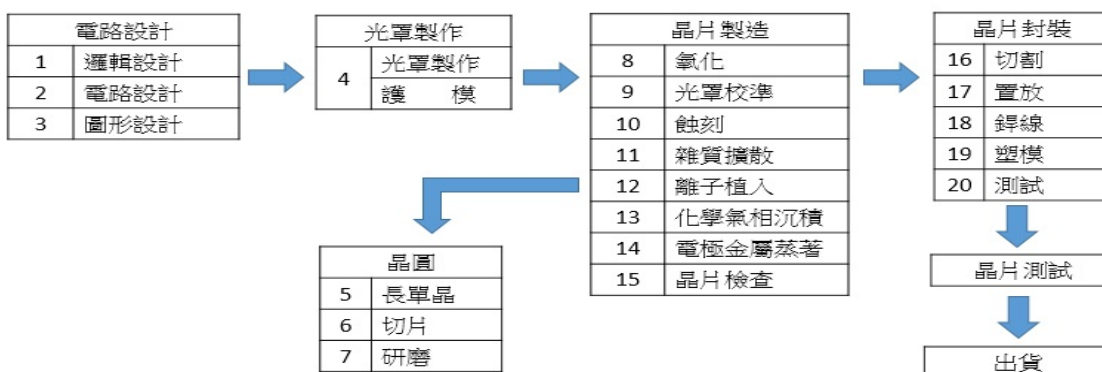 電路設計
1 邏輯設計
2 電路設計
3 圖形設計
光罩製作
4 光罩製作
護 模
晶片製造
8 氧化
9 光罩校準
10 蝕刻
11 雜質擴散
12 離子植入
13 化學氣相沉積
14 電極金屬蒸著
15 晶片檢查
晶圓
5 長單晶
6 切片
7 研磨
晶片封裝
16 切割
17 置放
18 銲線
19 塑模
20 測試
晶片測試
出貨